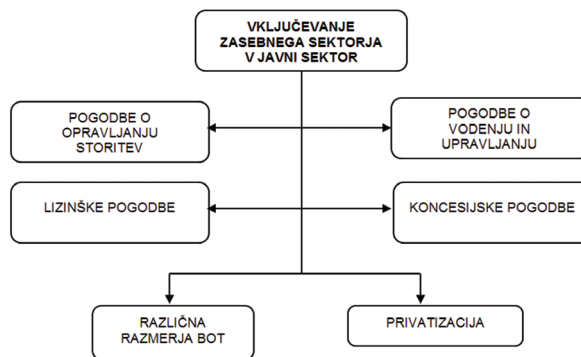 VKLJUČEVANJE
ZASEBNEGA SEKTORJA
V JAVNI SEKTOR
POGODBE O
OPRAVLJANJU
STORITEV
POGODBE O
VODENJU IN
UPRAVLJANJU
LIZINŠKE POGODBE
KONCESIJSKE POGODBE
RAZLIČNA
RAZMERJA BOT
PRIVATIZACIJA